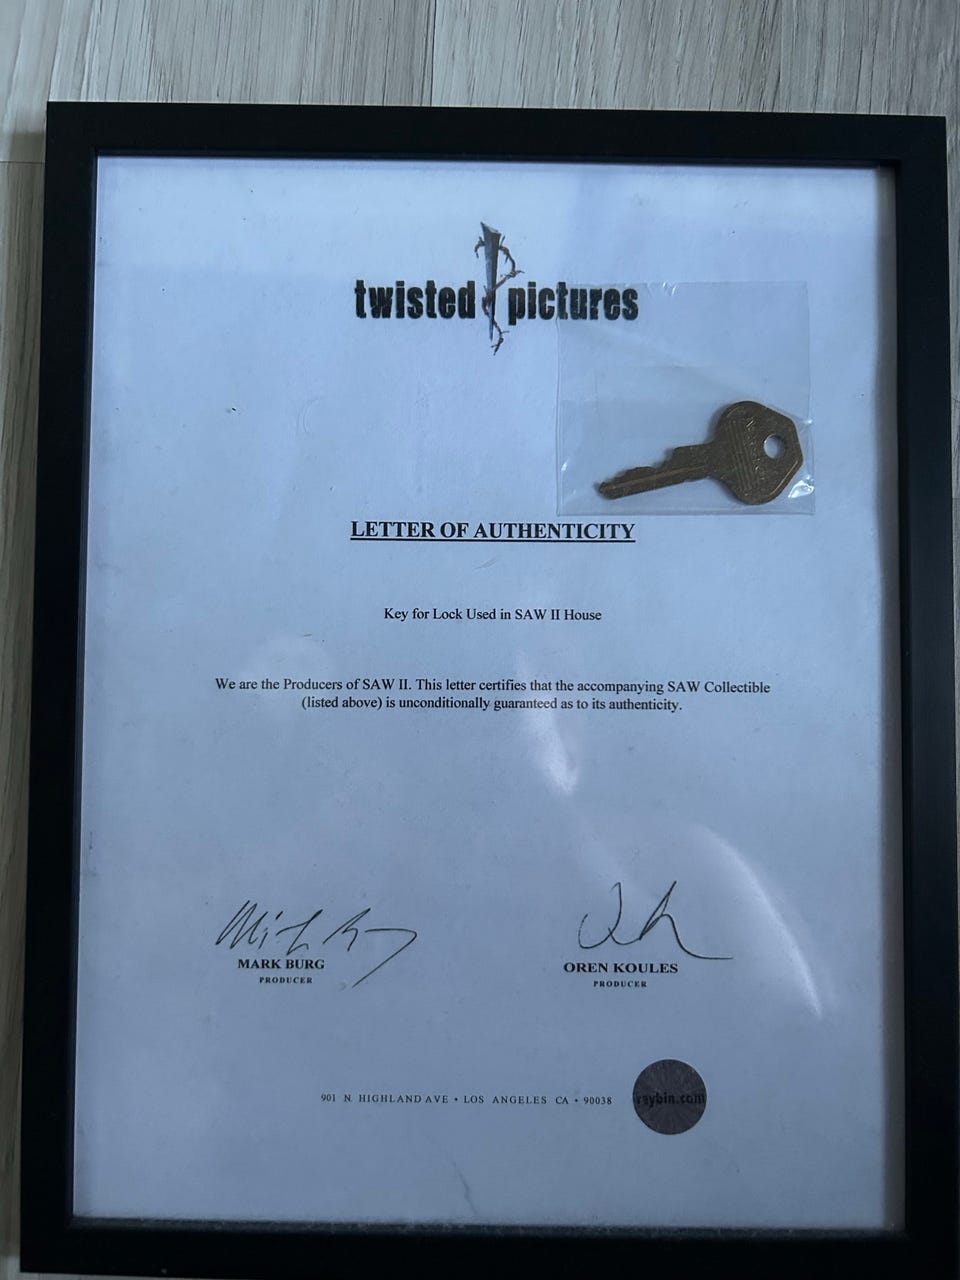 twisted pictures
LETTER OF AUTHENTICITY
Key for Lock Used in SAW II House
We are the Producers of SAW II. This letter certifies that the accompanying SAW Collectible
(listed above) is unconditionally guaranteed as to its authenticity.
MARK BURG
PRODUCER
OREN KOULES
PRODUCER
901 N. HIGHLAND AVE • LOS ANGELES CA • 90038
raybin.com